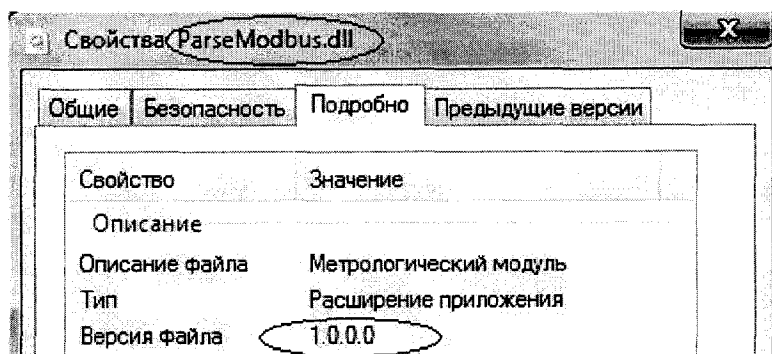 Свойства: ParseModbus.dll
Общие Безопасность Подробно Предыдущие версии
Свойство Значение
Описание
Описание файла Метрологический модуль
Тип Расширение приложения
Версия файла 1.0.0.0